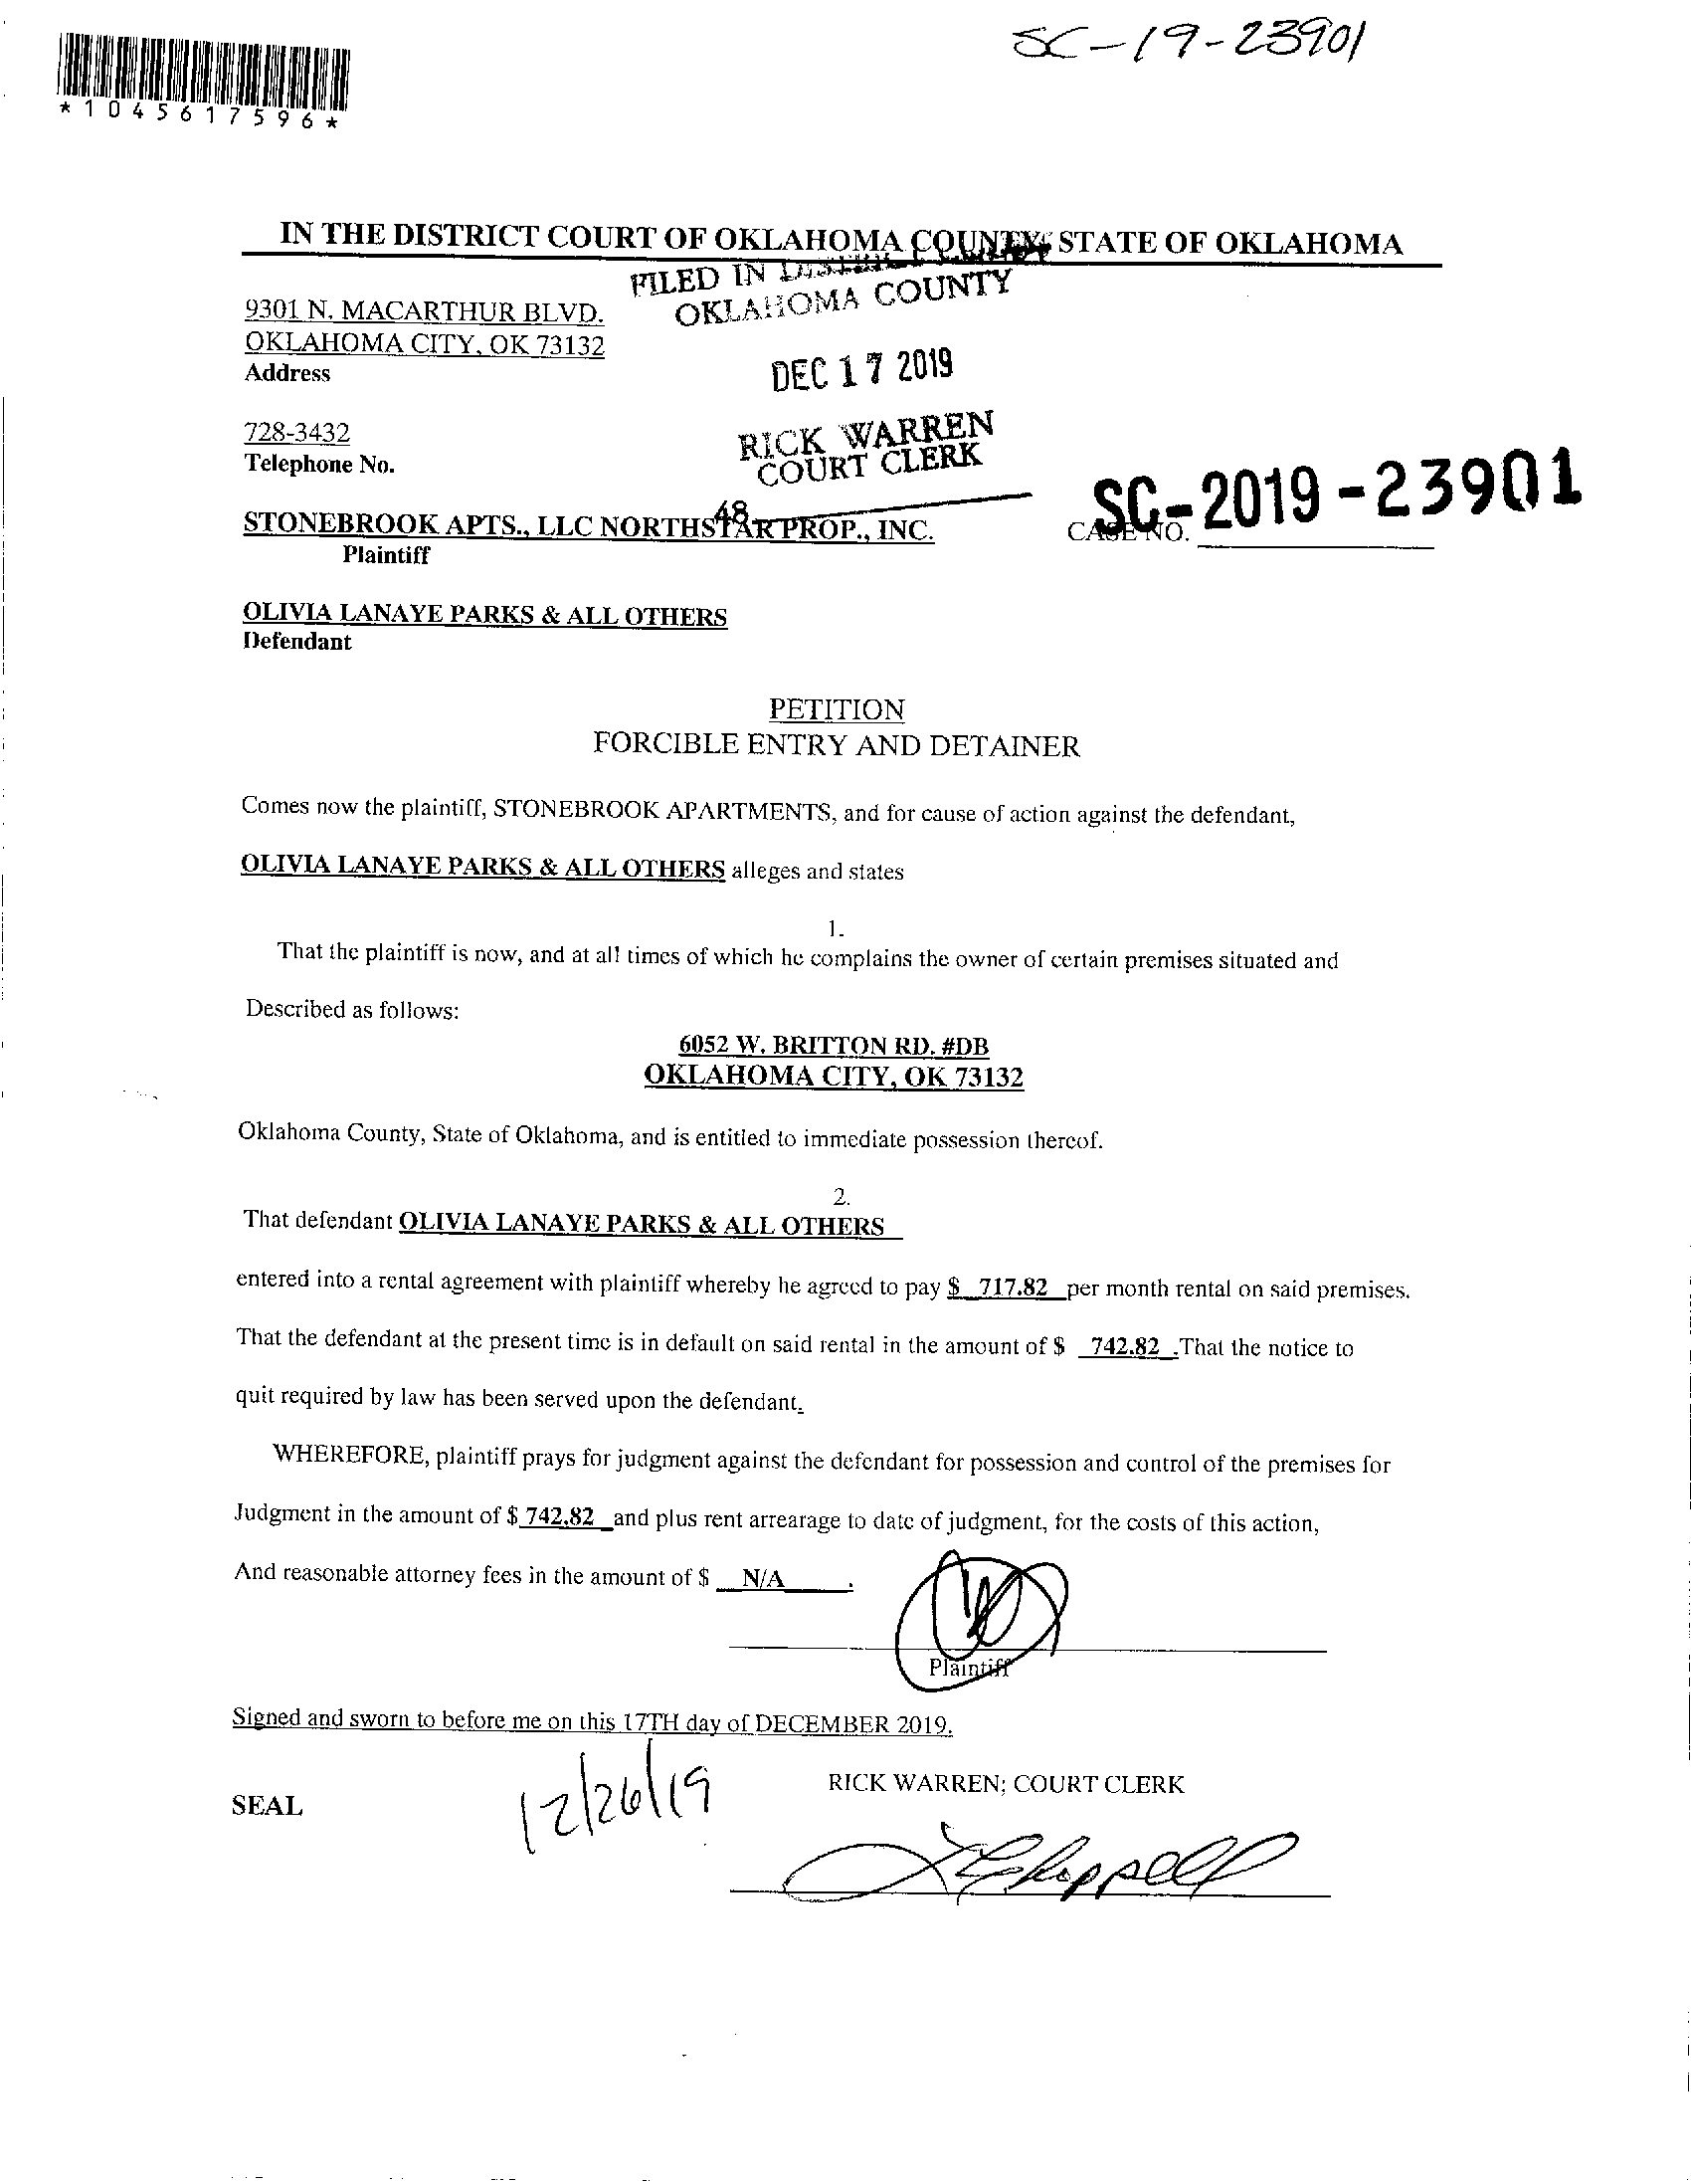 SC-19-23901
*1045617596*
IN THE DISTRICT COURT OF OKLAHOMA COUNTY, STATE OF OKLAHOMA
FILED IN DISTRICT COURT
OKLAHOMA COUNTY
9301 N. MACARTHUR BLVD.
OKLAHOMA CITY, OK 73132
Address
DEC 17 2019
728-3432
Telephone No.
RICK WARREN
COURT CLERK
48
SC-2019-23901
STONEBROOK APTS., LLC NORTHSTAR PROP., INC.
CASE NO.
Plaintiff
OLIVIA LANAYE PARKS & ALL OTHERS
Defendant
PETITION
FORCIBLE ENTRY AND DETAINER
Comes now the plaintiff, STONEBROOK APARTMENTS, and for cause of action against the defendant,
OLIVIA LANAYE PARKS & ALL OTHERS alleges and states
1.
That the plaintiff is now, and at all times of which he complains the owner of certain premises situated and
Described as follows:
6052 W. BRITTON RD. #DB
OKLAHOMA CITY, OK 73132
Oklahoma County, State of Oklahoma, and is entitled to immediate possession thereof.
2.
That defendant OLIVIA LANAYE PARKS & ALL OTHERS
entered into a rental agreement with plaintiff whereby he agreed to pay $ 717.82 per month rental on said premises.
That the defendant at the present time is in default on said rental in the amount of $ 742.82 .That the notice to
quit required by law has been served upon the defendant.
WHEREFORE, plaintiff prays for judgment against the defendant for possession and control of the premises for
Judgment in the amount of $ 742.82 and plus rent arrearage to date of judgment, for the costs of this action,
And reasonable attorney fees in the amount of $ N/A .
Plaintiff
Signed and sworn to before me on this 17TH day of DECEMBER 2019.
12/26/19
RICK WARREN; COURT CLERK
SEAL